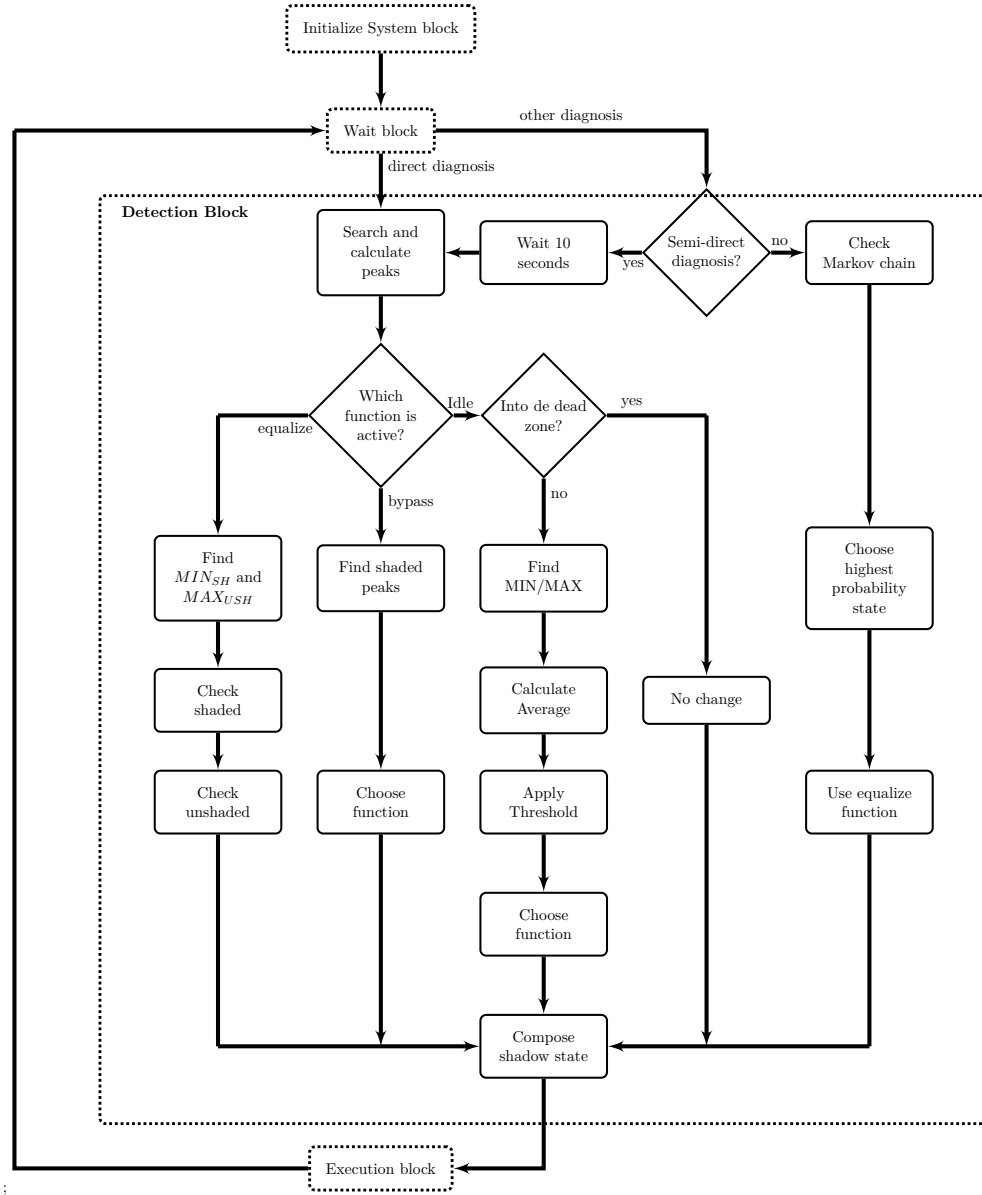 Initialize System block
other diagnosis
Wait block
direct diagnosis
Detection Block
Search and
calculate
peaks
Wait 10
seconds
yes
Semi-direct
diagnosis?
no
Check
Markov chain
Which
function is
active?
equalize
Idle
bypass
Into de dead
zone?
yes
no
Find
MIN_SH and
MAX_USH
Find shaded
peaks
Find
MIN/MAX
Choose
highest
probability
state
Check
shaded
Calculate
Average
No change
Check
unshaded
Choose
function
Apply
Threshold
Use equalize
function
Choose
function
Compose
shadow state
Execution block
;